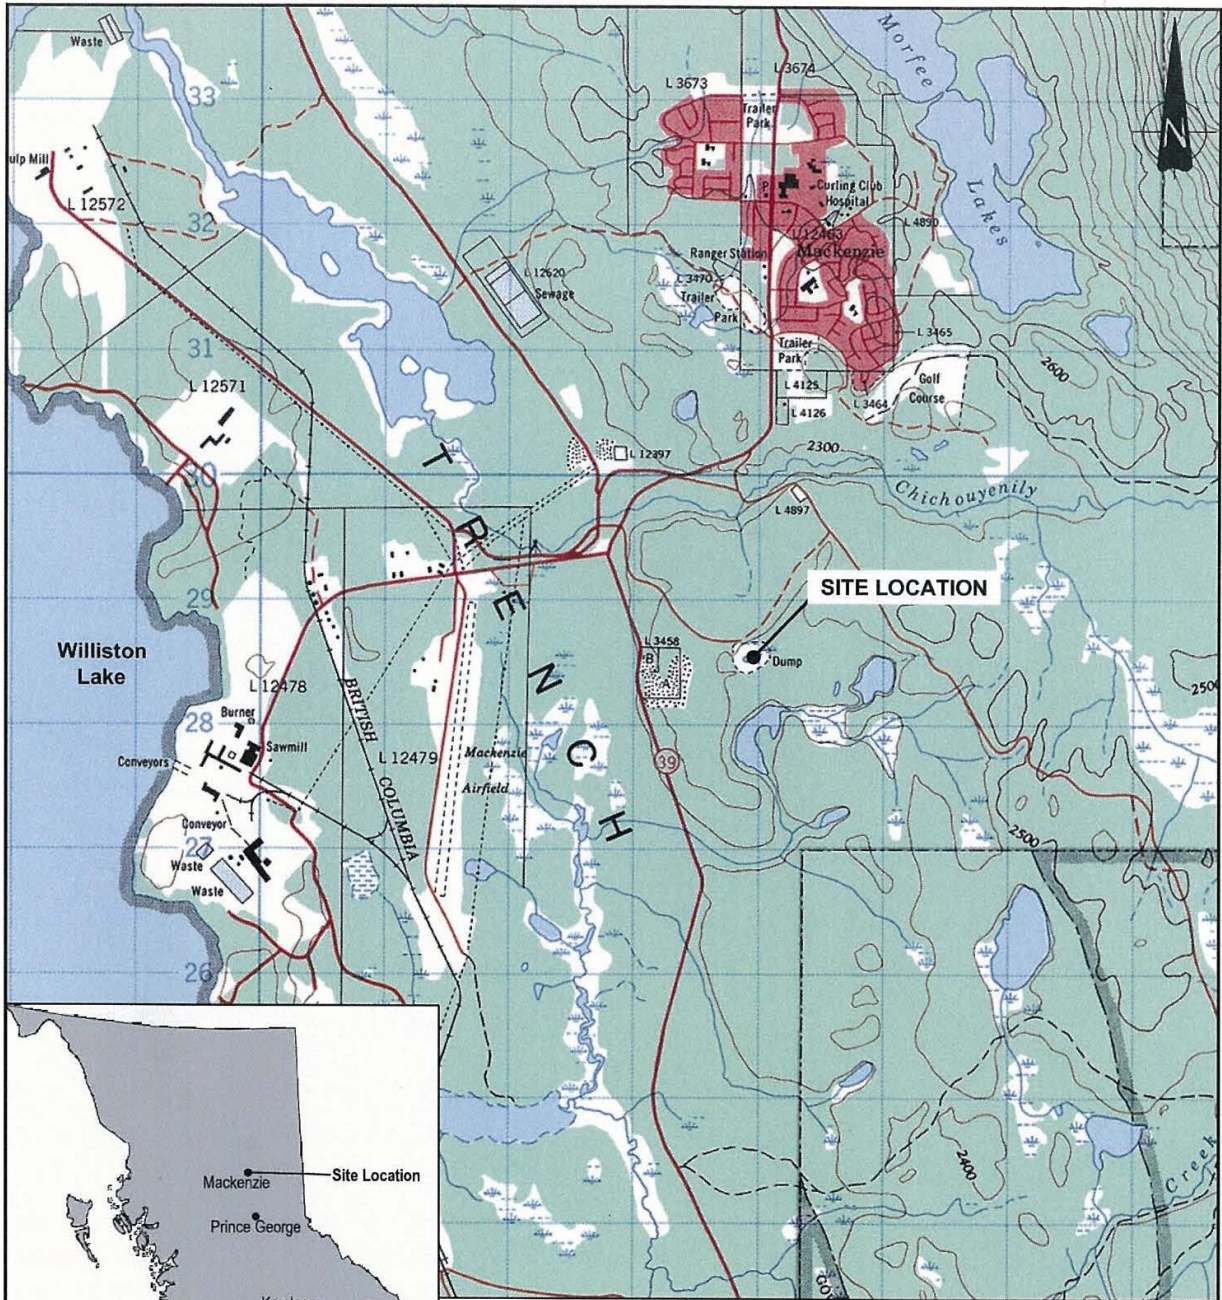 Morfee
Lakes
N
Waste
33
L 3673
L 3674
Trailer
Park
ulp Mill
P
Curling Club
Hospital
L 12572
32
L 4890
L 12463
Ranger Station
Mackenzie
L 12620
Sewage
L 3470
Trailer
Park
31
L 3465
Trailer
Park
2600
L 12571
Golf
Course
L 4125
L 3464
L 4126
2300
L 12397
30
Chichouyenily
L 4897
TRENCH
29
SITE LOCATION
Williston
Lake
L 3458
B
A
Dump
L 12478
BRITISH
COLUMBIA
2500
28
Burner
Sawmill
Conveyors
L 12479
Mackenzie
Airfield
39
Conveyor
27
2500
Waste
Waste
26
2400
Creek
Site Location
Mackenzie
Prince George